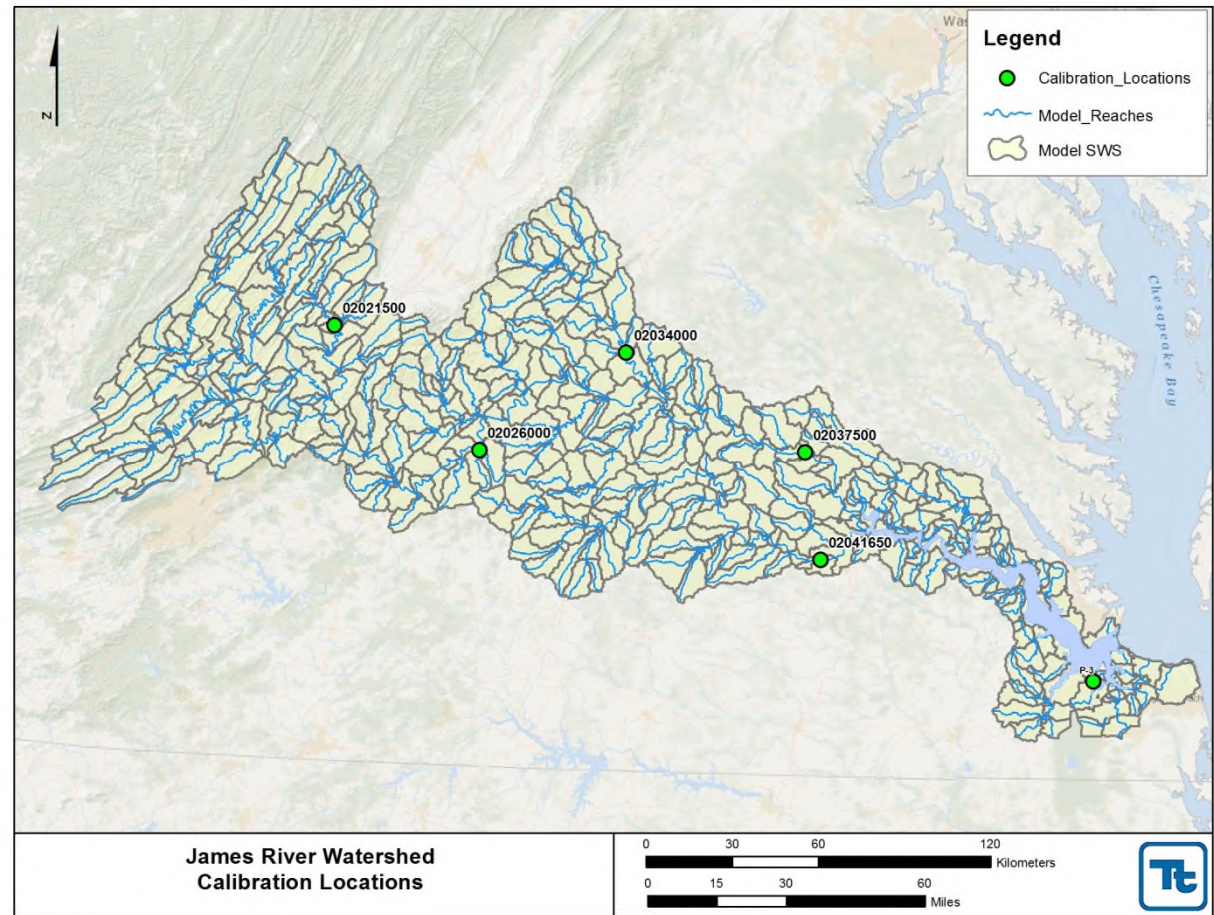 Was
Legend
Calibration_Locations
Model_Reaches
Model SWS
N
Chesapeake Bay
02021500
02034000
02026000
02037500
02041650
P-3
James River Watershed
Calibration Locations
0 30 60 120
Kilometers
0 15 30 60
Miles
Tt